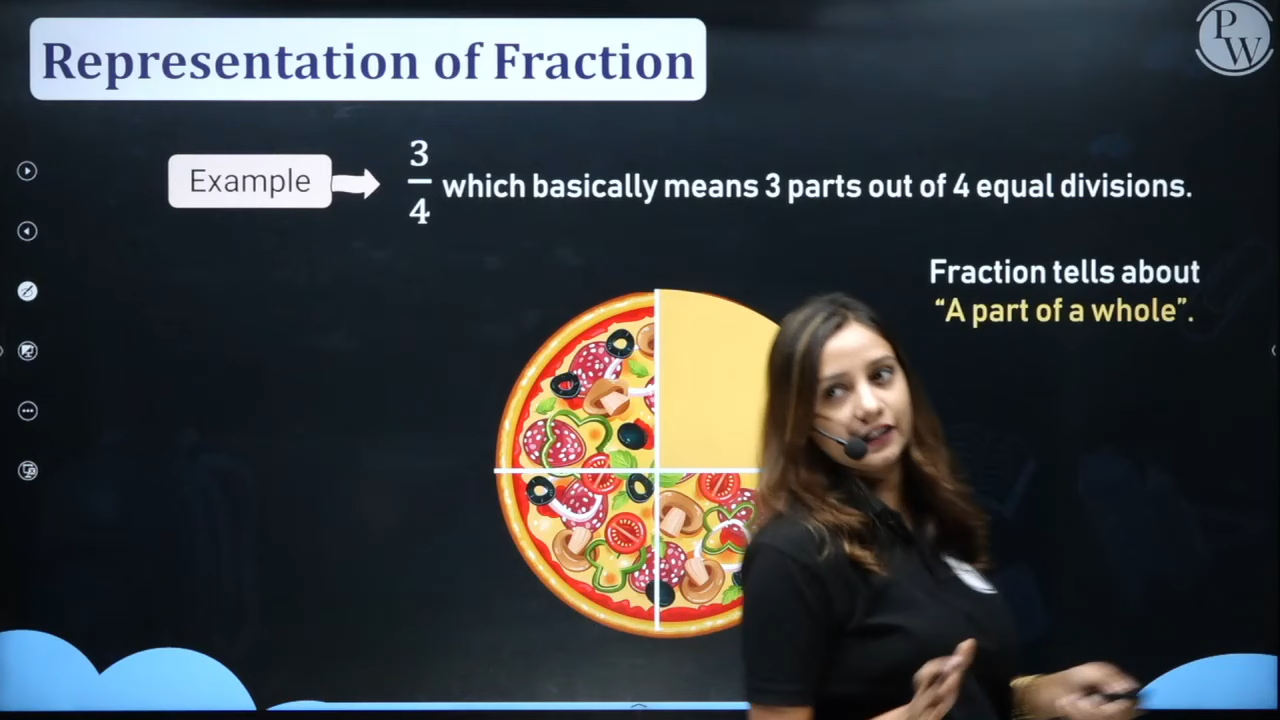 Representation of Fraction
PW
Example
3
4
which basically means 3 parts out of 4 equal divisions.
Fraction tells about
“A part of a whole”.